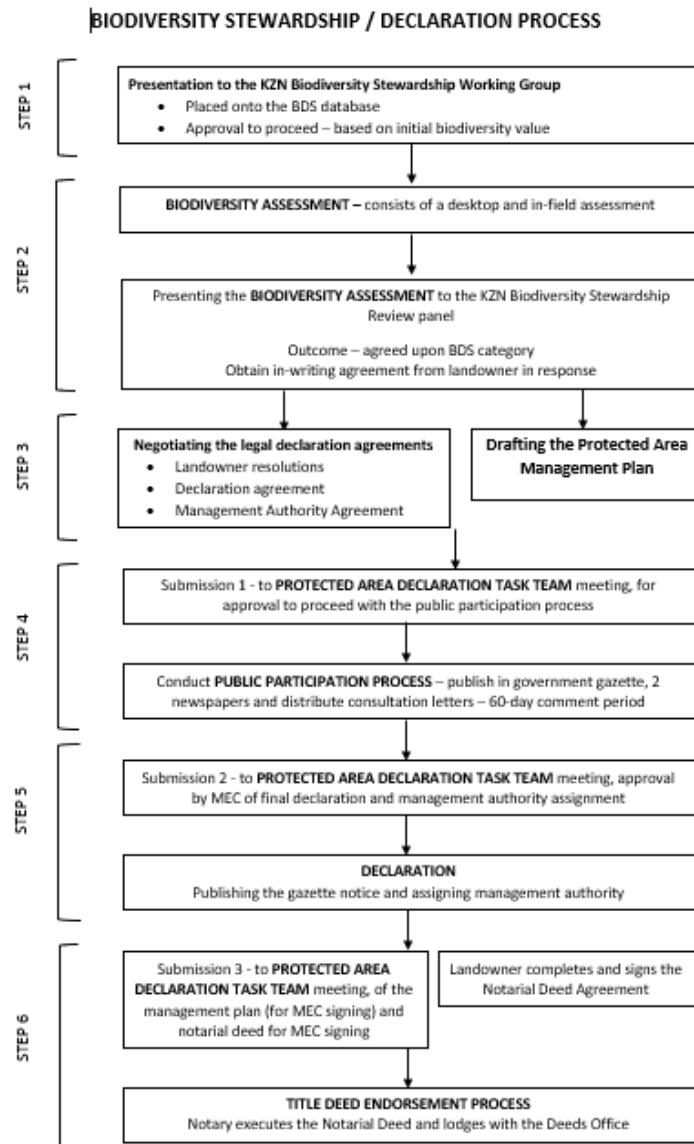 BIODIVERSITY STEWARDSHIP / DECLARATION PROCESS
STEP 1
Presentation to the KZN Biodiversity Stewardship Working Group
• Placed onto the BDS database
• Approval to proceed – based on initial biodiversity value
STEP 2
BIODIVERSITY ASSESSMENT – consists of a desktop and in-field assessment
Presenting the BIODIVERSITY ASSESSMENT to the KZN Biodiversity Stewardship
Review panel
Outcome – agreed upon BDS category
Obtain in-writing agreement from landowner in response
STEP 3
Negotiating the legal declaration agreements
• Landowner resolutions
• Declaration agreement
• Management Authority Agreement
Drafting the Protected Area
Management Plan
STEP 4
Submission 1 - to PROTECTED AREA DECLARATION TASK TEAM meeting, for
approval to proceed with the public participation process
Conduct PUBLIC PARTICIPATION PROCESS – publish in government gazette, 2
newspapers and distribute consultation letters – 60-day comment period
STEP 5
Submission 2 - to PROTECTED AREA DECLARATION TASK TEAM meeting, approval
by MEC of final declaration and management authority assignment
DECLARATION
Publishing the gazette notice and assigning management authority
STEP 6
Submission 3 - to PROTECTED AREA
DECLARATION TASK TEAM meeting, of the
management plan (for MEC signing) and
notarial deed for MEC signing
Landowner completes and signs the
Notarial Deed Agreement
TITLE DEED ENDORSEMENT PROCESS
Notary executes the Notarial Deed and lodges with the Deeds Office